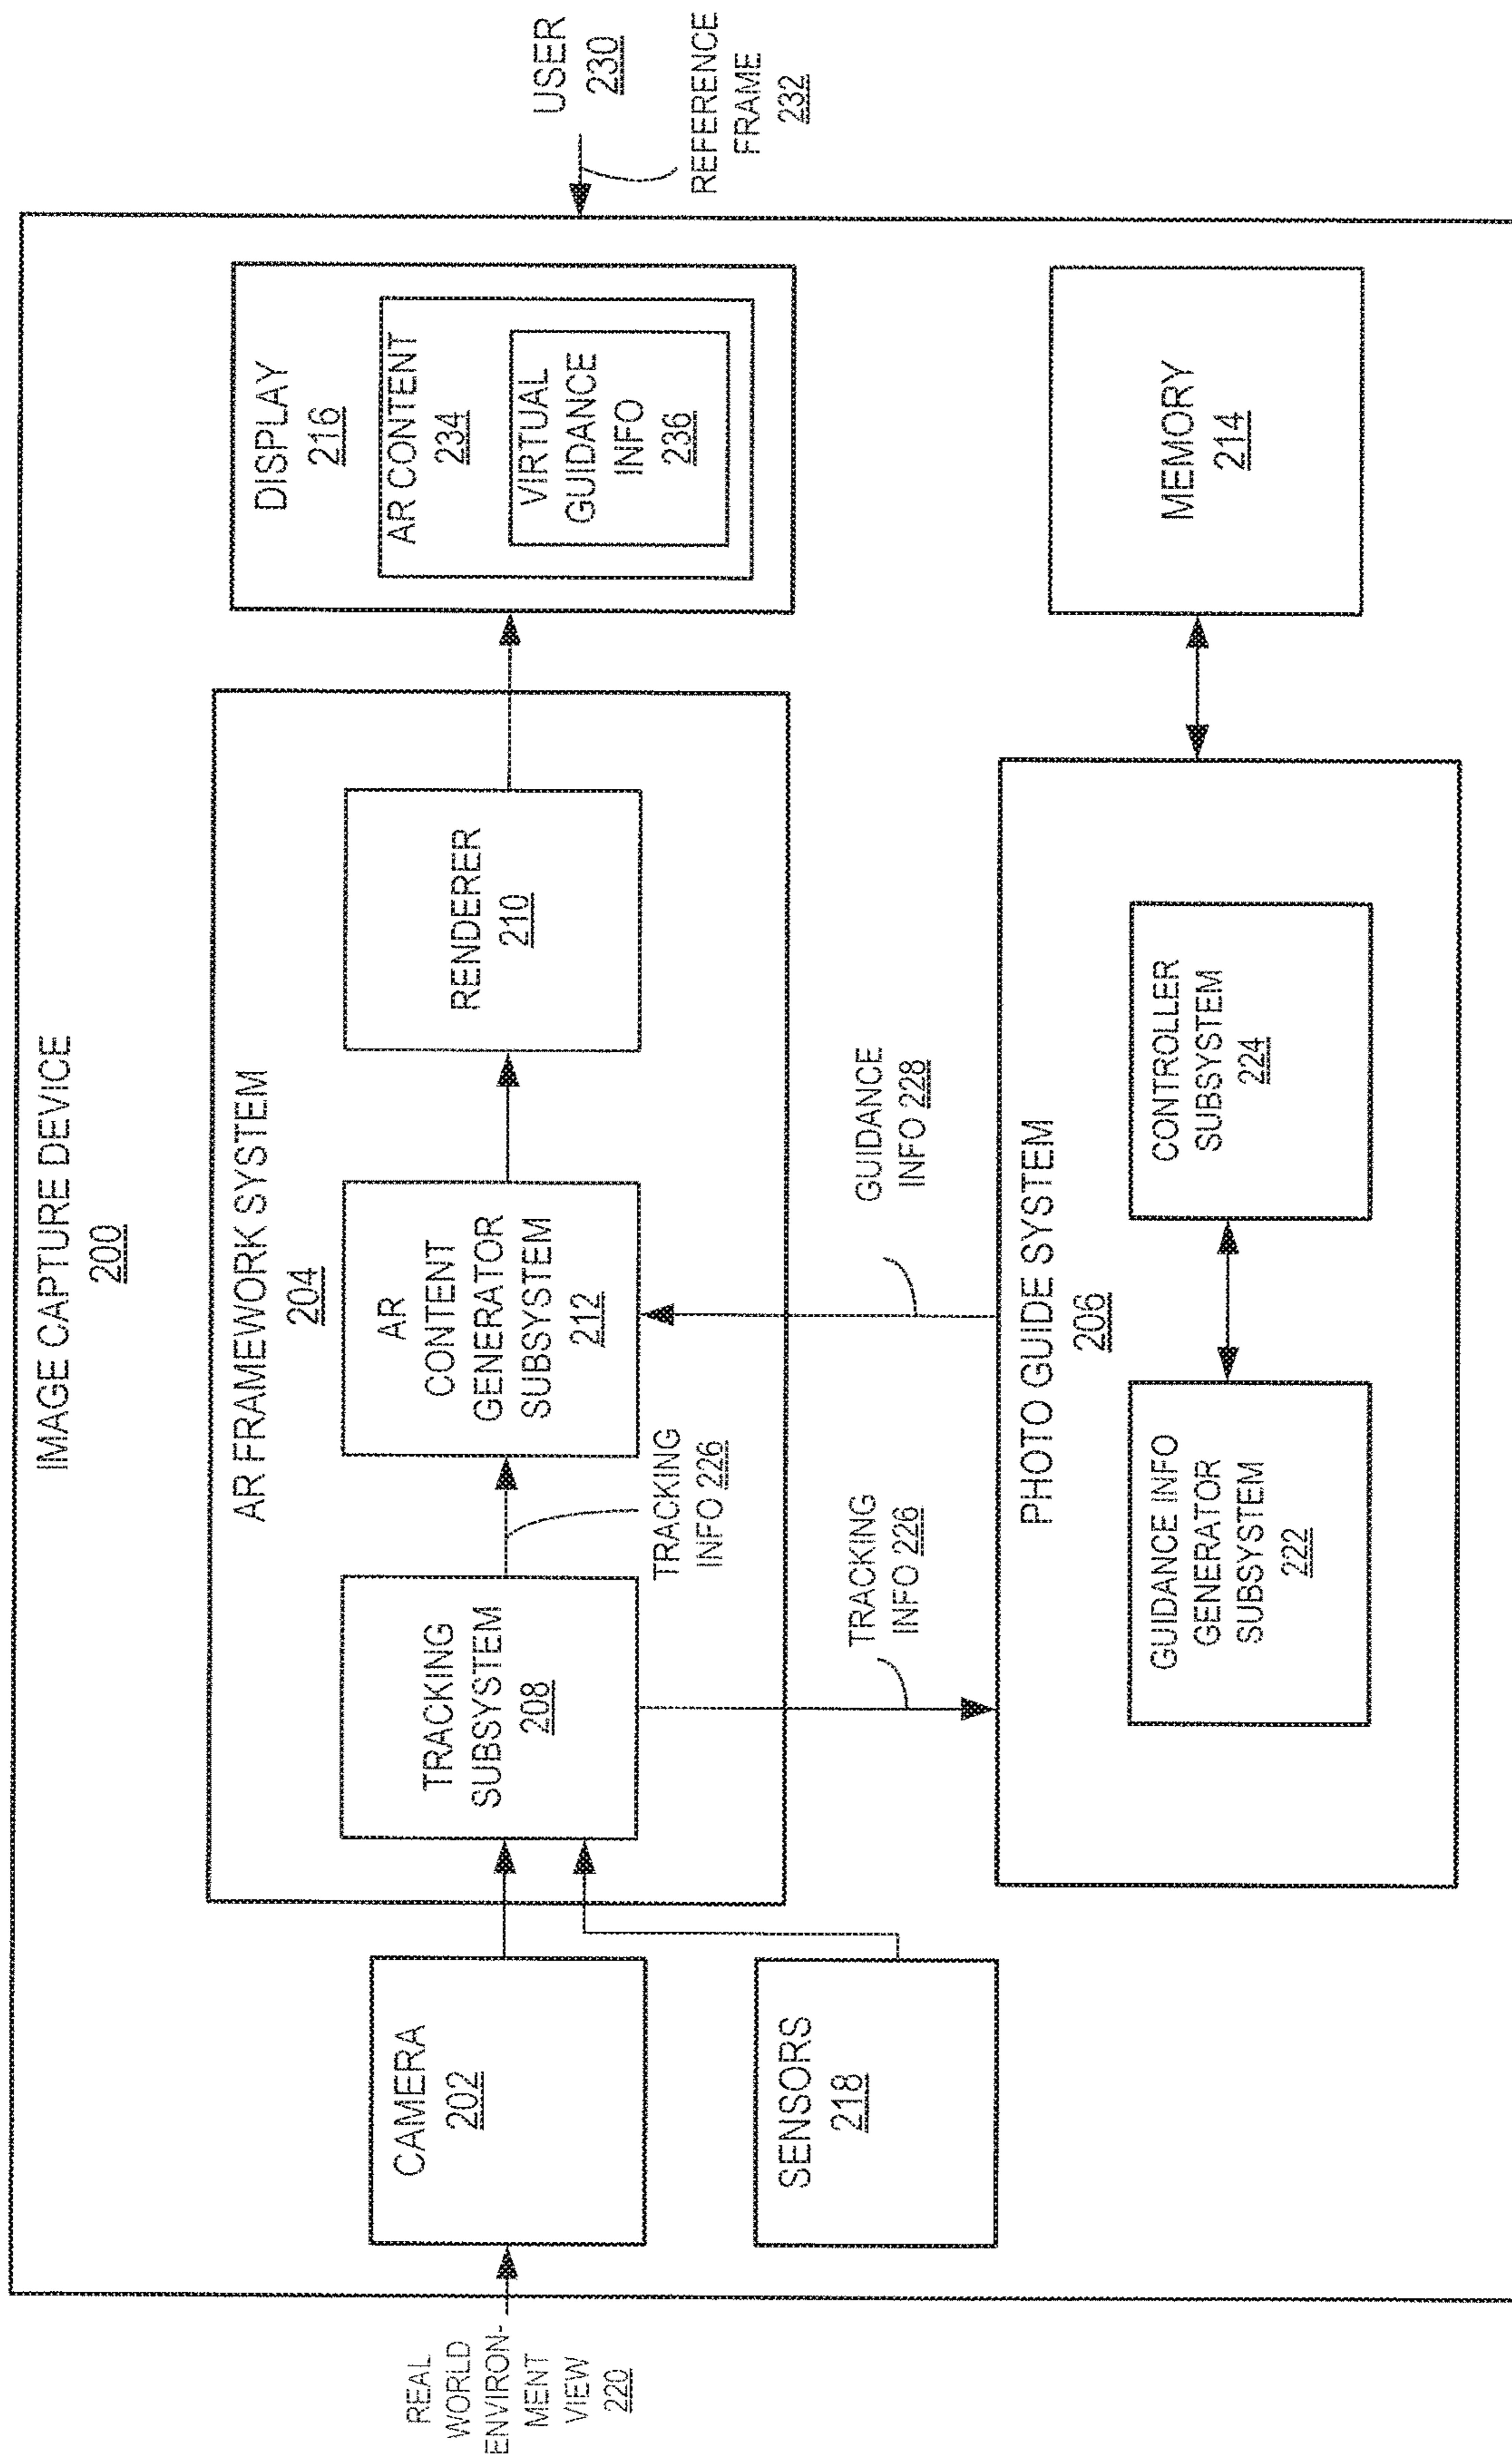 IMAGE CAPTURE DEVICE
200
REAL
WORLD
ENVIRON-
MENT
VIEW
220
CAMERA
202
SENSORS
218
AR FRAMEWORK SYSTEM
204
TRACKING
SUBSYSTEM
208
TRACKING
INFO 226
AR
CONTENT
GENERATOR
SUBSYSTEM
212
RENDERER
210
DISPLAY
216
AR CONTENT
234
VIRTUAL
GUIDANCE
INFO
236
USER
230
REFERENCE
FRAME
232
TRACKING
INFO 226
GUIDANCE
INFO 228
PHOTO GUIDE SYSTEM
206
GUIDANCE INFO
GENERATOR
SUBSYSTEM
222
CONTROLLER
SUBSYSTEM
224
MEMORY
214